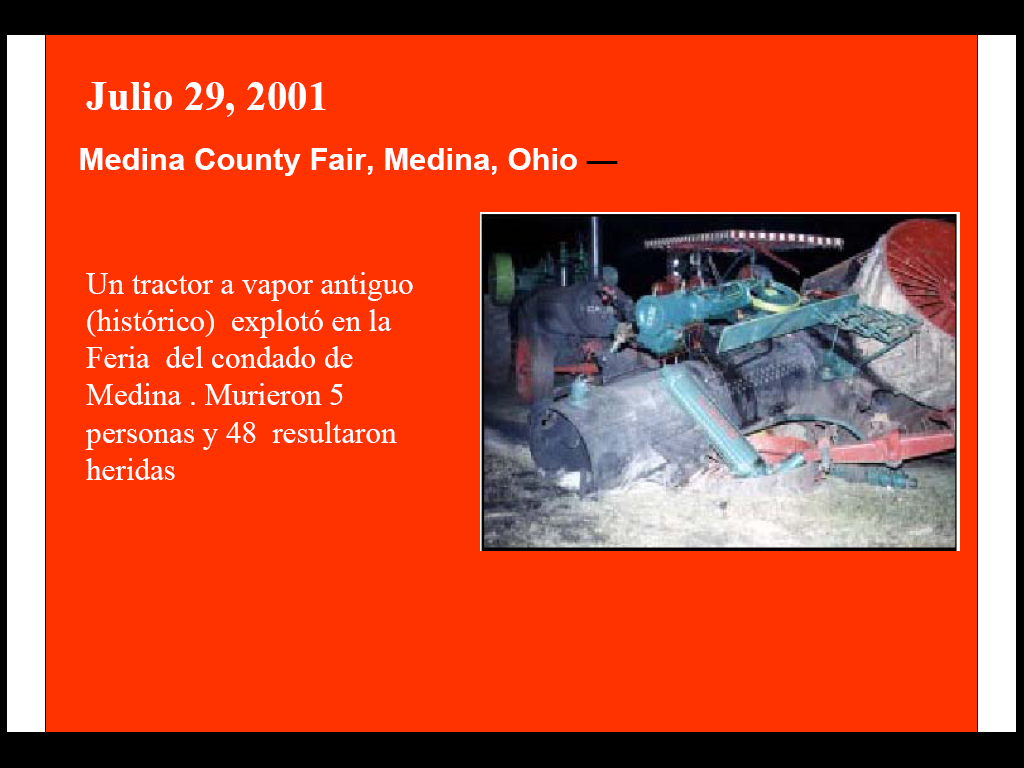 Julio 29, 2001
Medina County Fair, Medina, Ohio —
Un tractor a vapor antiguo
(histórico)  explotó en la
Feria  del condado de
Medina . Murieron 5
personas y 48  resultaron
heridas